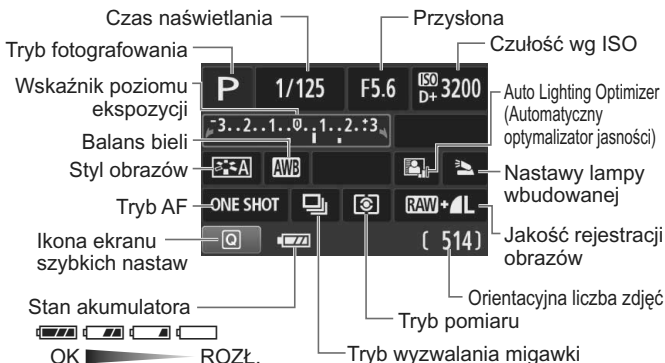 Czas naświetlania
Przysłona
Tryb fotografowania
Czułość wg ISO
Wskaźnik poziomu
ekspozycji
P 1/125 F5.6 ISO D+ 3200
Auto Lighting Optimizer
(Automatyczny
optymalizator jasności)
-3..2..1..0..1..2.:3
Balans bieli
Styl obrazów
A AWB
Nastawy lampy
wbudowanej
Tryb AF
ONE SHOT RAW+L
Jakość rejestracji
obrazów
Ikona ekranu
szybkich nastaw
Q [514]
Stan akumulatora
Orientacyjna liczba zdjęć
Tryb pomiaru
OK ROZŁ.
Tryb wyzwalania migawki